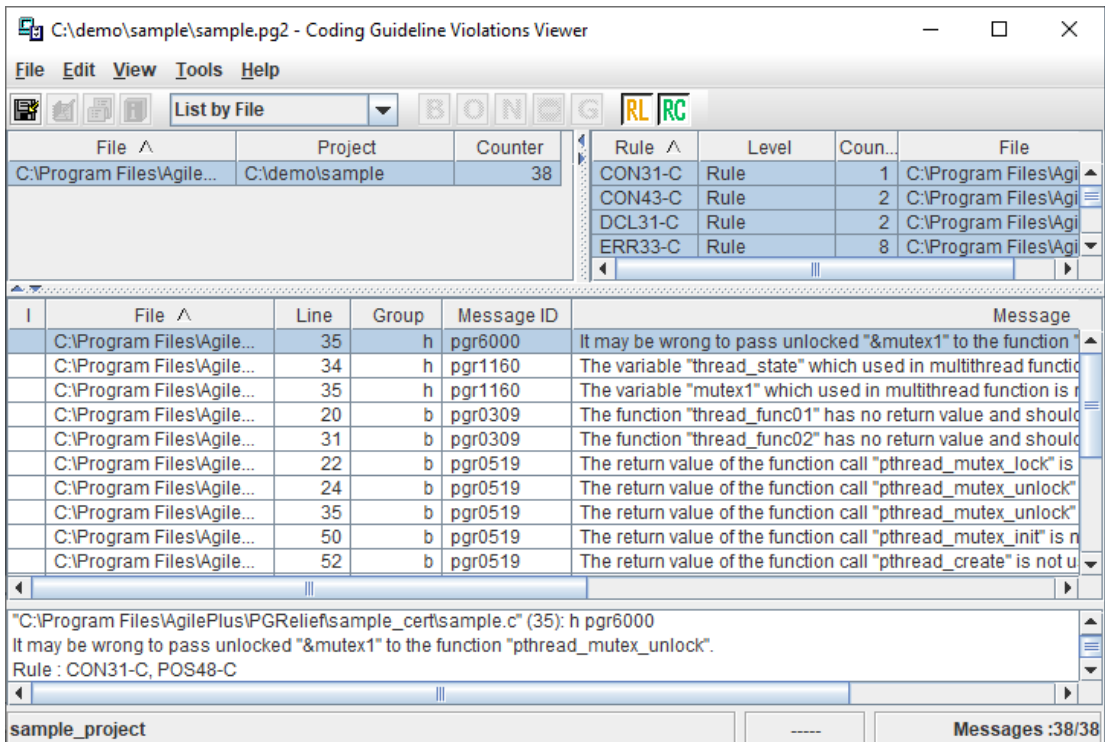 C:\demo\sample\sample.pg2 - Coding Guideline Violations Viewer
File Edit View Tools Help
List by File B O N G RL RC
File Project Counter
C:\Program Files\Agile... C:\demo\sample 38
Rule Level Coun... File
CON31-C Rule 1 C:\Program Files\Agi
CON43-C Rule 2 C:\Program Files\Agi
DCL31-C Rule 2 C:\Program Files\Agi
ERR33-C Rule 8 C:\Program Files\Agi
I File Line Group Message ID Message
C:\Program Files\Agile... 35 h pgr6000 It may be wrong to pass unlocked "&mutex1" to the function "
C:\Program Files\Agile... 34 h pgr1160 The variable "thread_state" which used in multithread functio
C:\Program Files\Agile... 35 h pgr1160 The variable "mutex1" which used in multithread function is r
C:\Program Files\Agile... 20 b pgr0309 The function "thread_func01" has no return value and should
C:\Program Files\Agile... 31 b pgr0309 The function "thread_func02" has no return value and should
C:\Program Files\Agile... 22 b pgr0519 The return value of the function call "pthread_mutex_lock" is
C:\Program Files\Agile... 24 b pgr0519 The return value of the function call "pthread_mutex_unlock"
C:\Program Files\Agile... 35 b pgr0519 The return value of the function call "pthread_mutex_unlock"
C:\Program Files\Agile... 50 b pgr0519 The return value of the function call "pthread_mutex_init" is n
C:\Program Files\Agile... 52 b pgr0519 The return value of the function call "pthread_create" is not u
"C:\Program Files\AgilePlus\PGRelief\sample_cert\sample.c" (35): h pgr6000
It may be wrong to pass unlocked "&mutex1" to the function "pthread_mutex_unlock".
Rule : CON31-C, POS48-C
sample_project ----- Messages :38/38